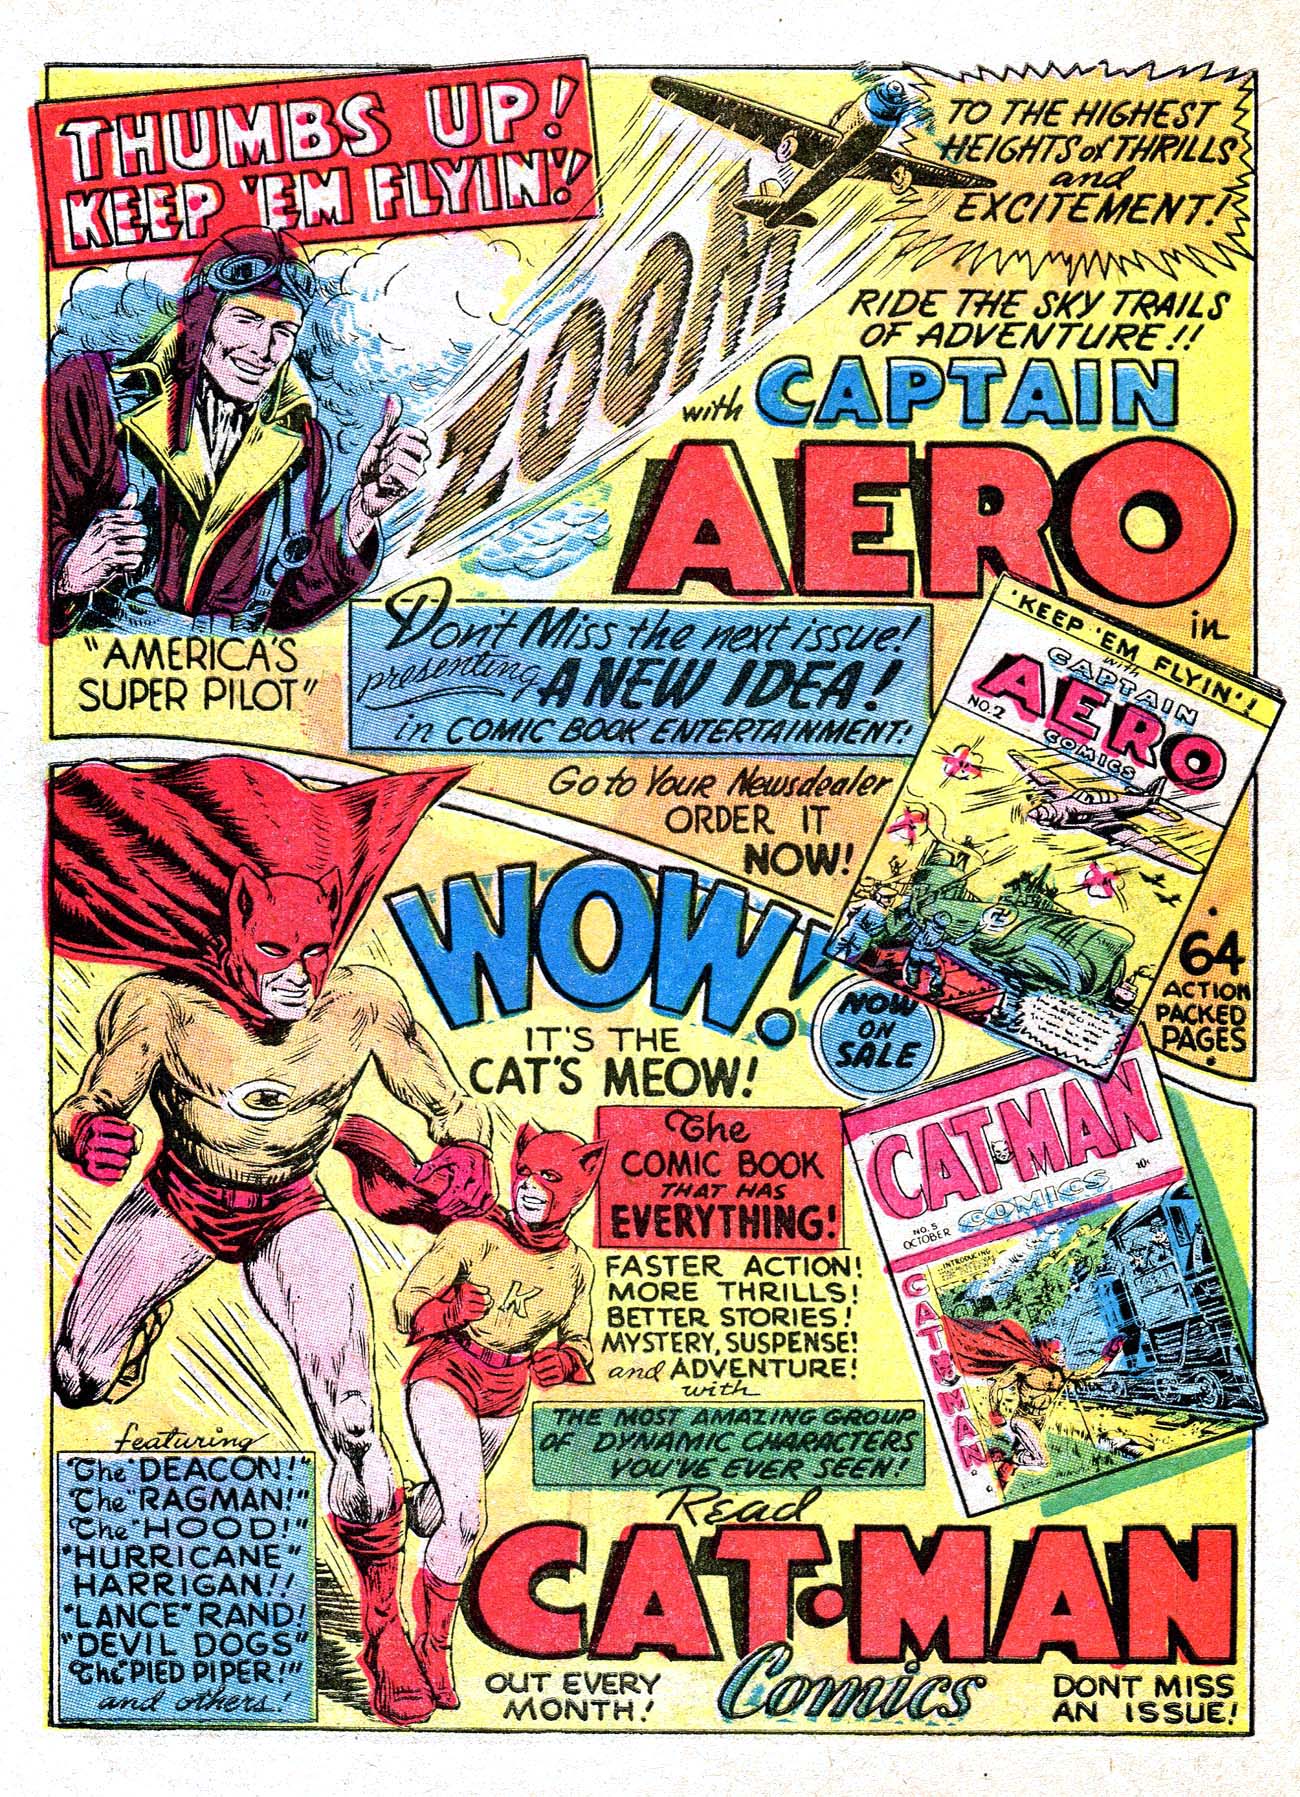 THUMBS UP!
KEEP 'EM FLYIN'!
TO THE HIGHEST
HEIGHTS of THRILLS
and
EXCITEMENT!
ZOOM!
RIDE THE SKY TRAILS
OF ADVENTURE!!
with CAPTAIN
AERO
in
"AMERICA'S
SUPER PILOT"
Don't Miss the next issue!
presenting A NEW IDEA!
in COMIC BOOK ENTERTAINMENT!
Go to Your Newsdealer
ORDER IT
NOW!
'KEEP 'EM FLYIN'!
with
CAPTAIN
AERO
NO.2
COMICS
64
ACTION
PACKED
PAGES
NOW
ON
SALE
WOW!
IT'S THE
CAT'S MEOW!
C
K
The
COMIC BOOK
THAT HAS
EVERYTHING!
FASTER ACTION!
MORE THRILLS!
BETTER STORIES!
MYSTERY, SUSPENSE!
and ADVENTURE!
with
THE MOST AMAZING GROUP
OF DYNAMIC CHARACTERS
YOU'VE EVER SEEN!
CAT-MAN
CAT-MAN
10¢
COMICS
NO.5
OCTOBER
INTRODUCING
CAT MAN
featuring
The "DEACON!"
The "RAGMAN!"
The "HOOD!"
"HURRICANE"
HARRIGAN!!
"LANCE" RAND!
"DEVIL DOGS"
The "PIED PIPER!"
and others!
Read
CAT-MAN
Comics
OUT EVERY
MONTH!
DONT MISS
AN ISSUE!